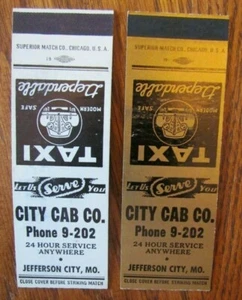 SUPERIOR MATCH CO., CHICAGO, U.S.A.
Dependable
MODERN SAFE
TAXI
Let Us Serve You
CITY CAB CO.
Phone 9-202
24 HOUR SERVICE
ANYWHERE
JEFFERSON CITY, MO.
CLOSE COVER BEFORE STRIKING MATCH
SUPERIOR MATCH CO., CHICAGO, U.S.A.
Dependable
MODERN SAFE
TAXI
Let Us Serve You
CITY CAB CO.
Phone 9-202
24 HOUR SERVICE
ANYWHERE
JEFFERSON CITY, MO.
CLOSE COVER BEFORE STRIKING MATCH